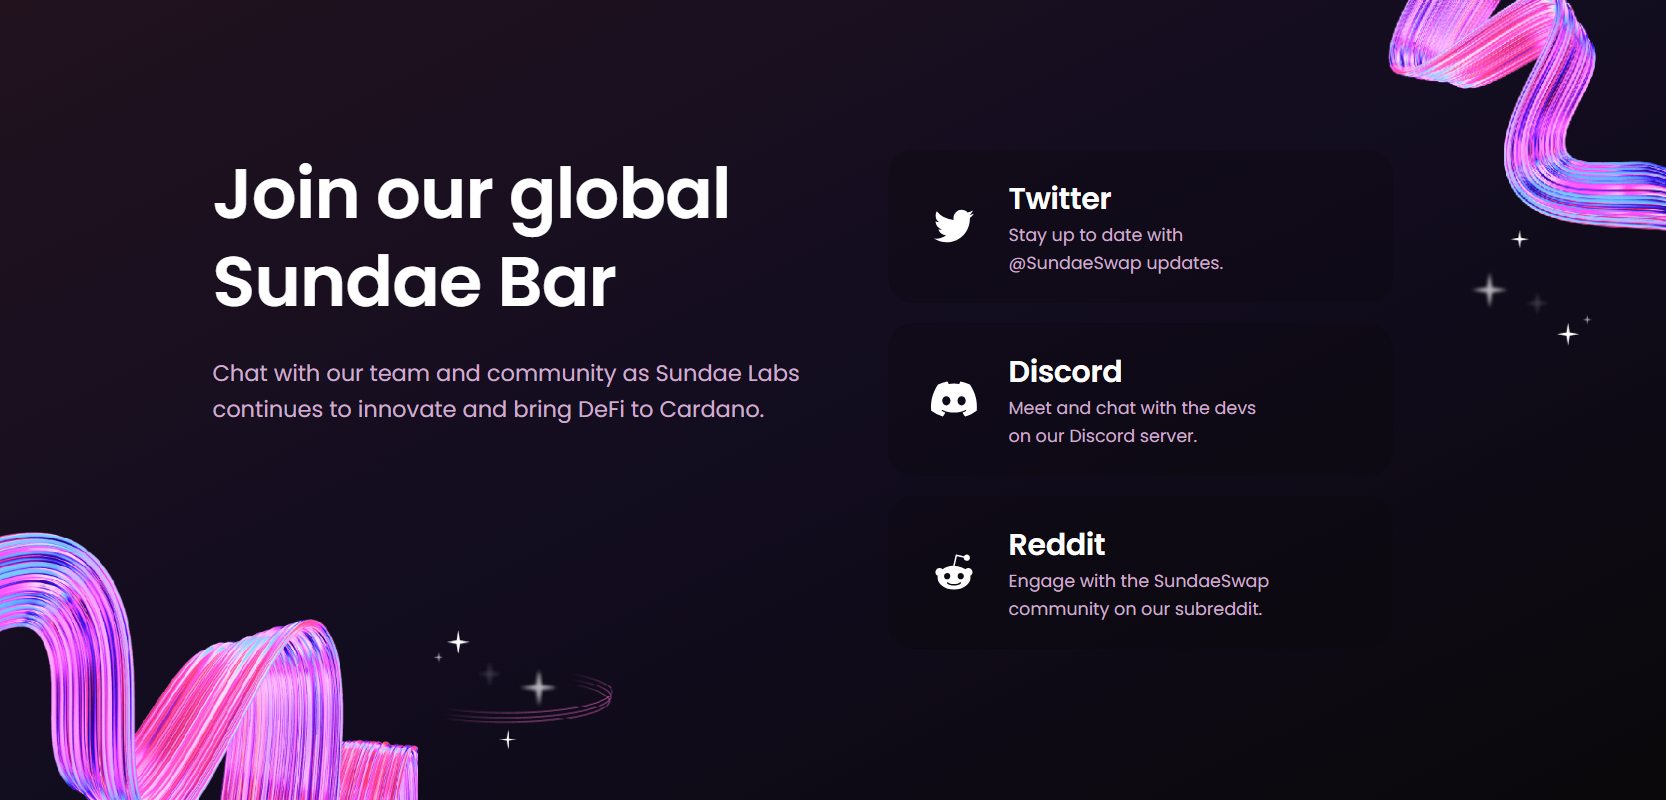 Join our global
Sundae Bar
Chat with our team and community as Sundae Labs
continues to innovate and bring DeFi to Cardano.
Twitter
Stay up to date with
@SundaeSwap updates.
Discord
Meet and chat with the devs
on our Discord server.
Reddit
Engage with the SundaeSwap
community on our subreddit.